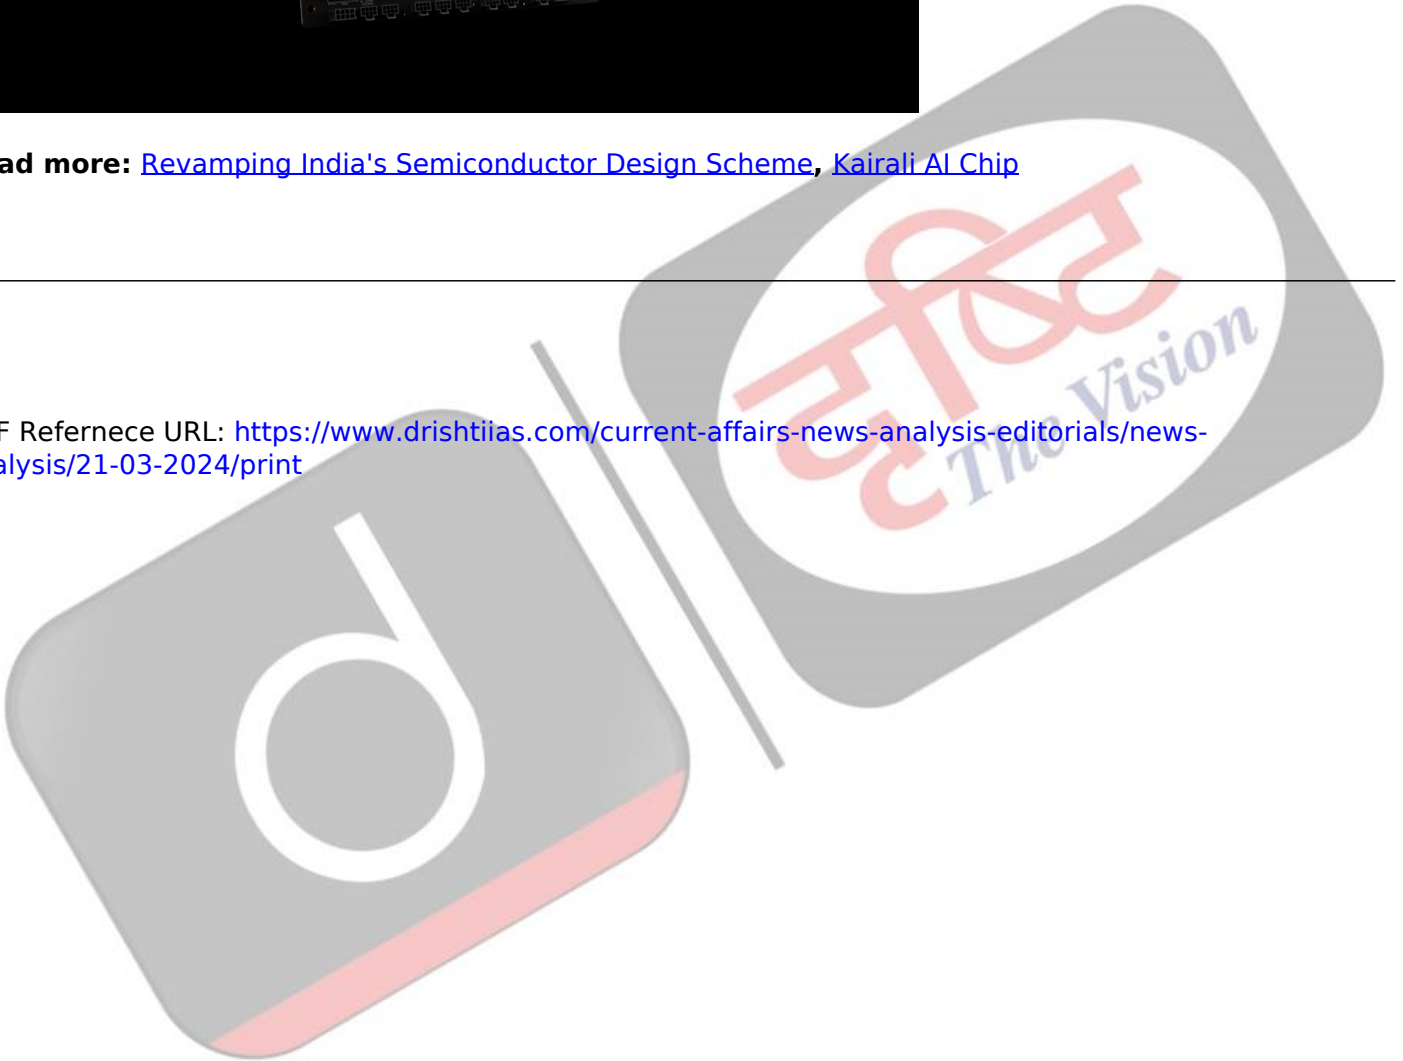 ad more: Revamping India's Semiconductor Design Scheme, Kairali AI Chip
दृष्टि
The Vision
F Refernece URL: https://www.drishtiias.com/current-affairs-news-analysis-editorials/news-
alysis/21-03-2024/print
d